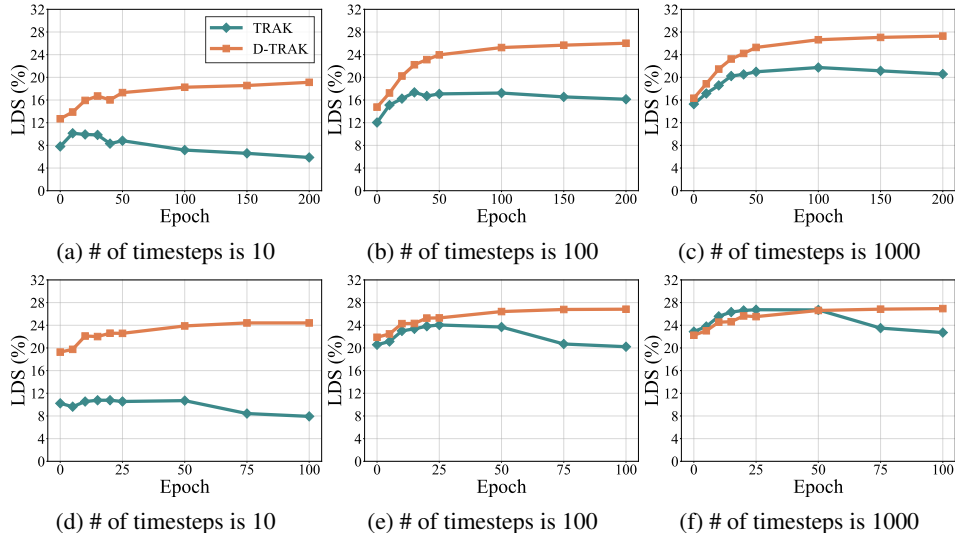 32
28
24
20
16
12
8
4
0
LDS (%)
TRAK
D-TRAK
0 50 100 150 200
Epoch
(a) # of timesteps is 10
32
28
24
20
16
12
8
4
0
LDS (%)
0 50 100 150 200
Epoch
(b) # of timesteps is 100
32
28
24
20
16
12
8
4
0
LDS (%)
0 50 100 150 200
Epoch
(c) # of timesteps is 1000
32
28
24
20
16
12
8
4
0
LDS (%)
0 25 50 75 100
Epoch
(d) # of timesteps is 10
32
28
24
20
16
12
8
4
0
LDS (%)
0 25 50 75 100
Epoch
(e) # of timesteps is 100
32
28
24
20
16
12
8
4
0
LDS (%)
0 25 50 75 100
Epoch
(f) # of timesteps is 1000